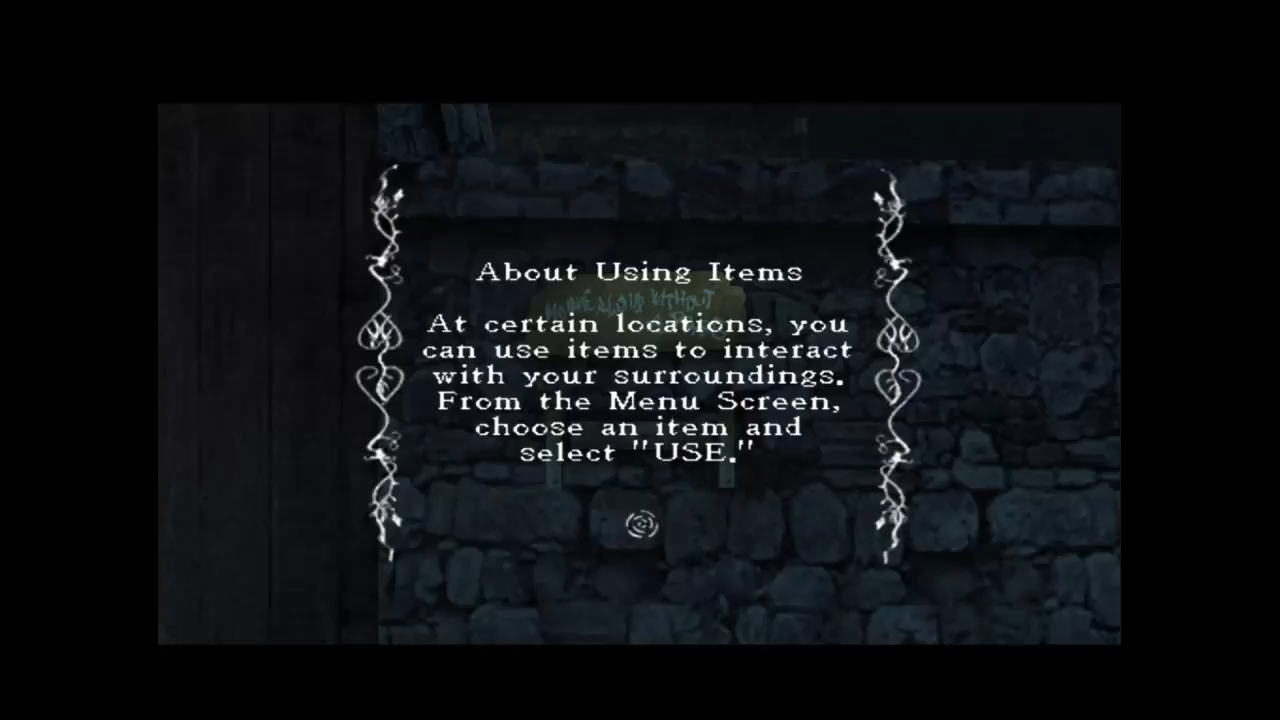 About Using Items
At certain locations, you
can use items to interact
with your surroundings.
From the Menu Screen,
choose an item and
select "USE."